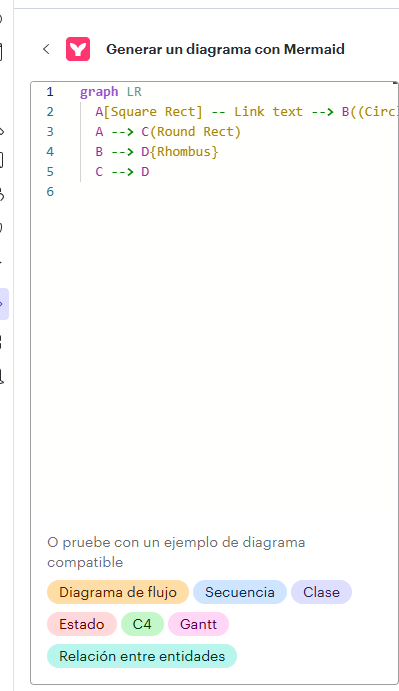 Generar un diagrama con Mermaid
1 graph LR
2 A[Square Rect] -- Link text --> B((Circl
3 A --> C(Round Rect)
4 B --> D{Rhombus}
5 C --> D
6
O pruebe con un ejemplo de diagrama
compatible
Diagrama de flujo Secuencia Clase
Estado C4 Gantt
Relación entre entidades